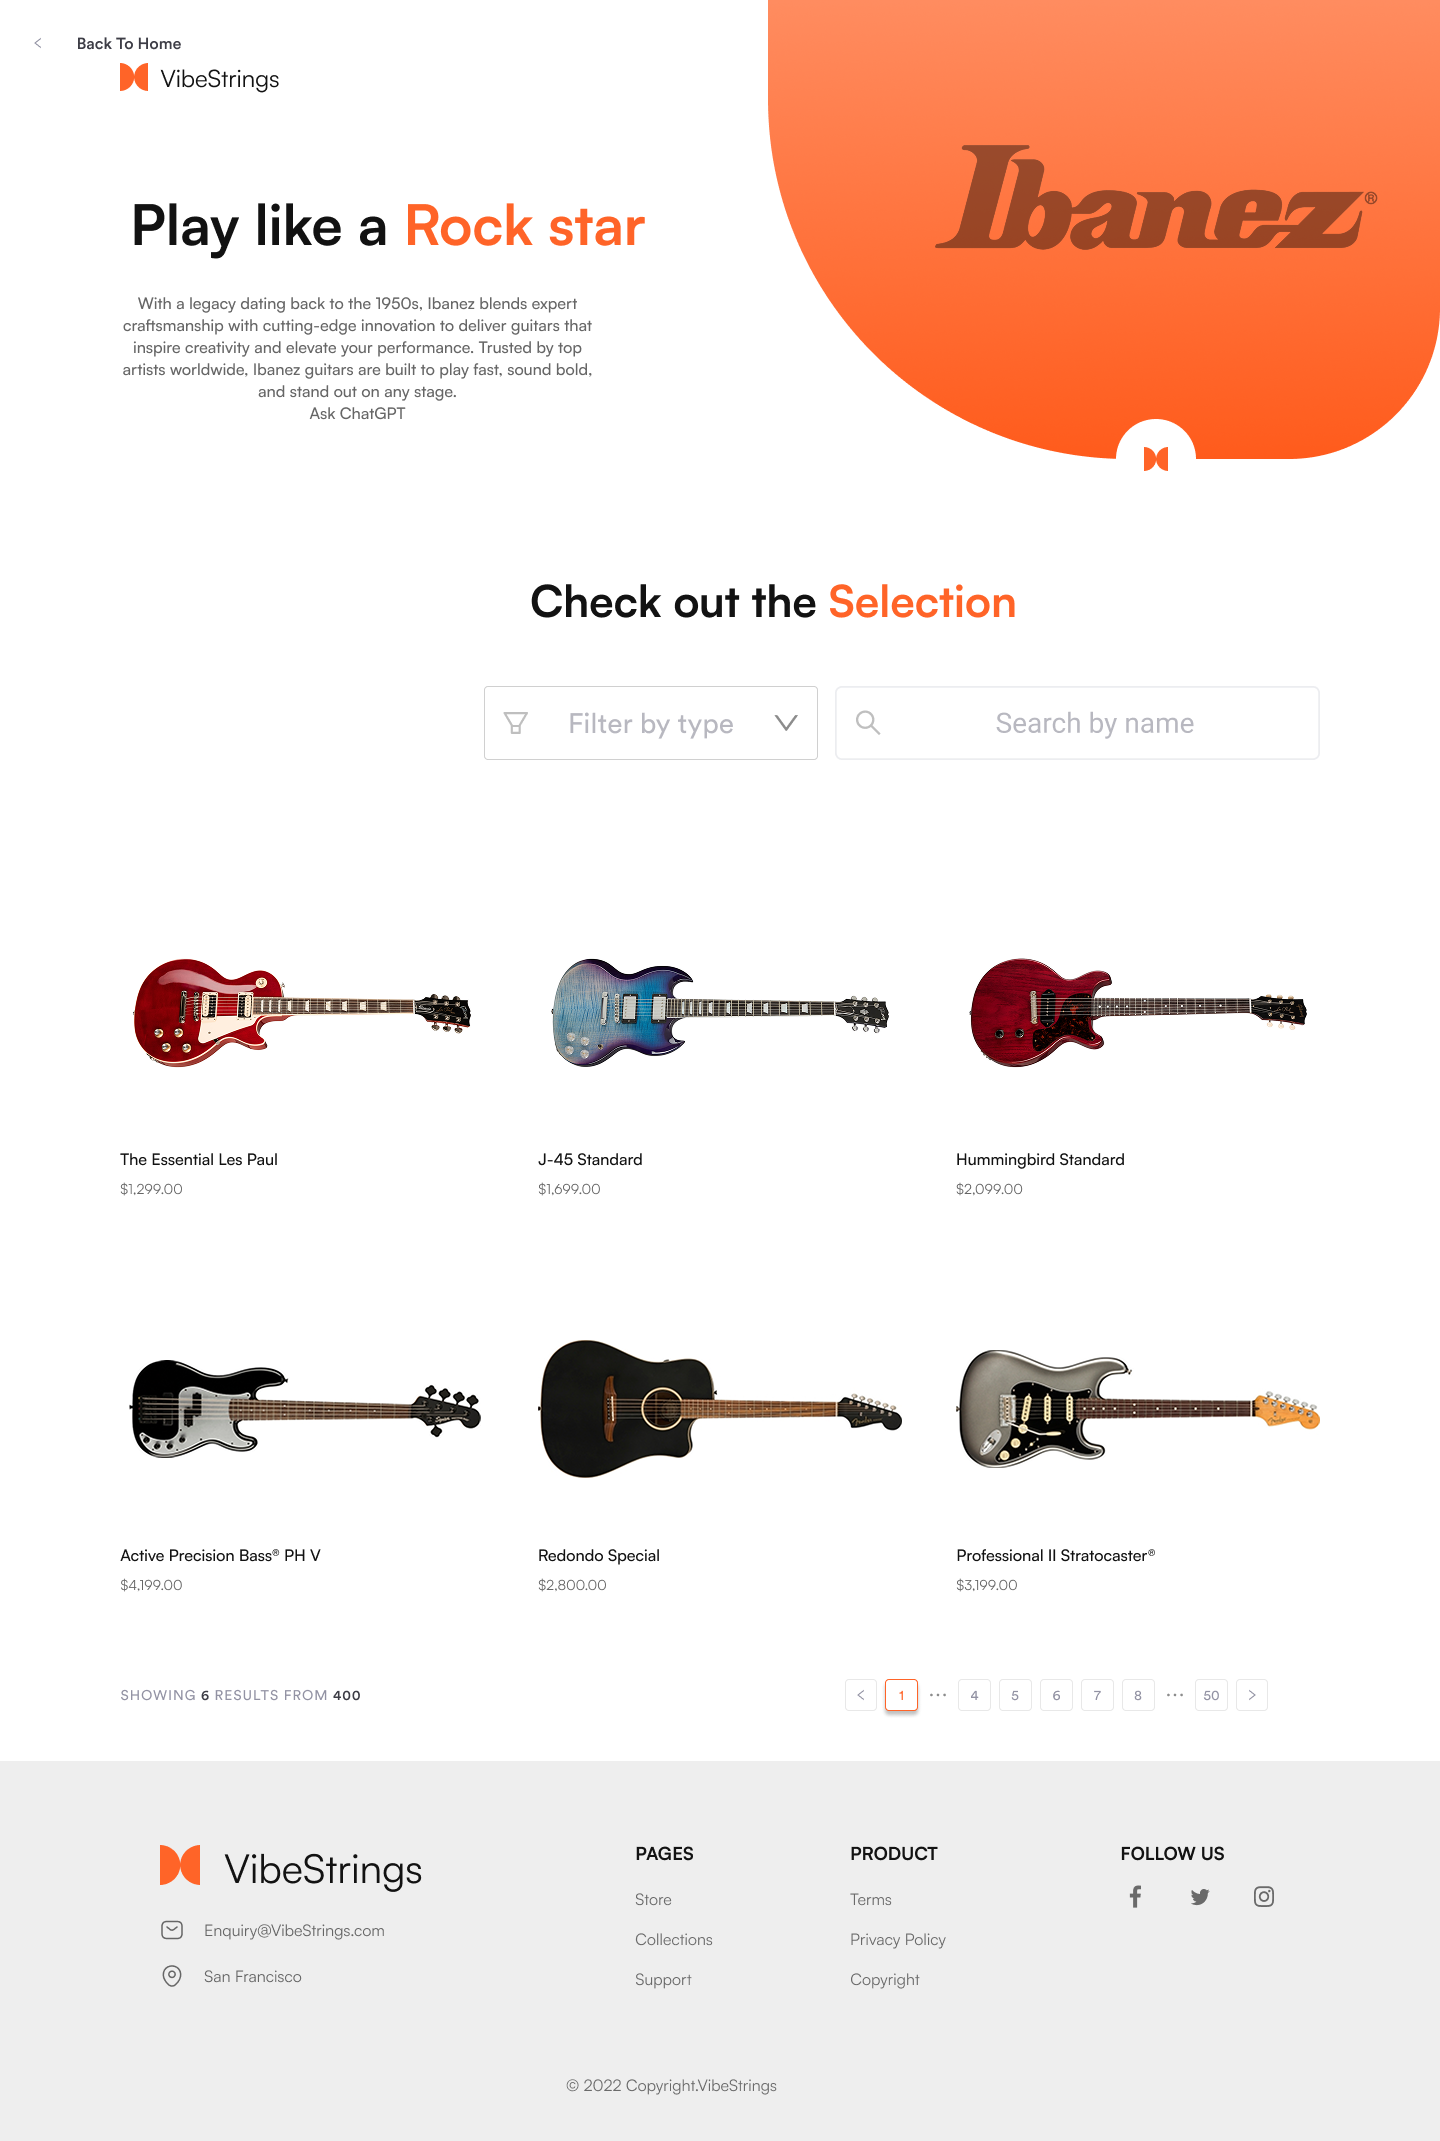 Back To Home
VibeStrings
Ibanez®
Play like a Rock star
With a legacy dating back to the 1950s, Ibanez blends expert
craftsmanship with cutting-edge innovation to deliver guitars that
inspire creativity and elevate your performance. Trusted by top
artists worldwide, Ibanez guitars are built to play fast, sound bold,
and stand out on any stage.
Ask ChatGPT
Check out the Selection
Filter by type
Search by name
The Essential Les Paul
$1,299.00
J-45 Standard
$1,699.00
Hummingbird Standard
$2,099.00
Active Precision Bass® PH V
$4,199.00
Redondo Special
$2,800.00
Professional II Stratocaster®
$3,199.00
SHOWING 6 RESULTS FROM 400
< 1 ••• 4 5 6 7 8 ••• 50 >
VibeStrings
Enquiry@VibeStrings.com
San Francisco
PAGES
Store
Collections
Support
PRODUCT
Terms
Privacy Policy
Copyright
FOLLOW US
© 2022 Copyright.VibeStrings